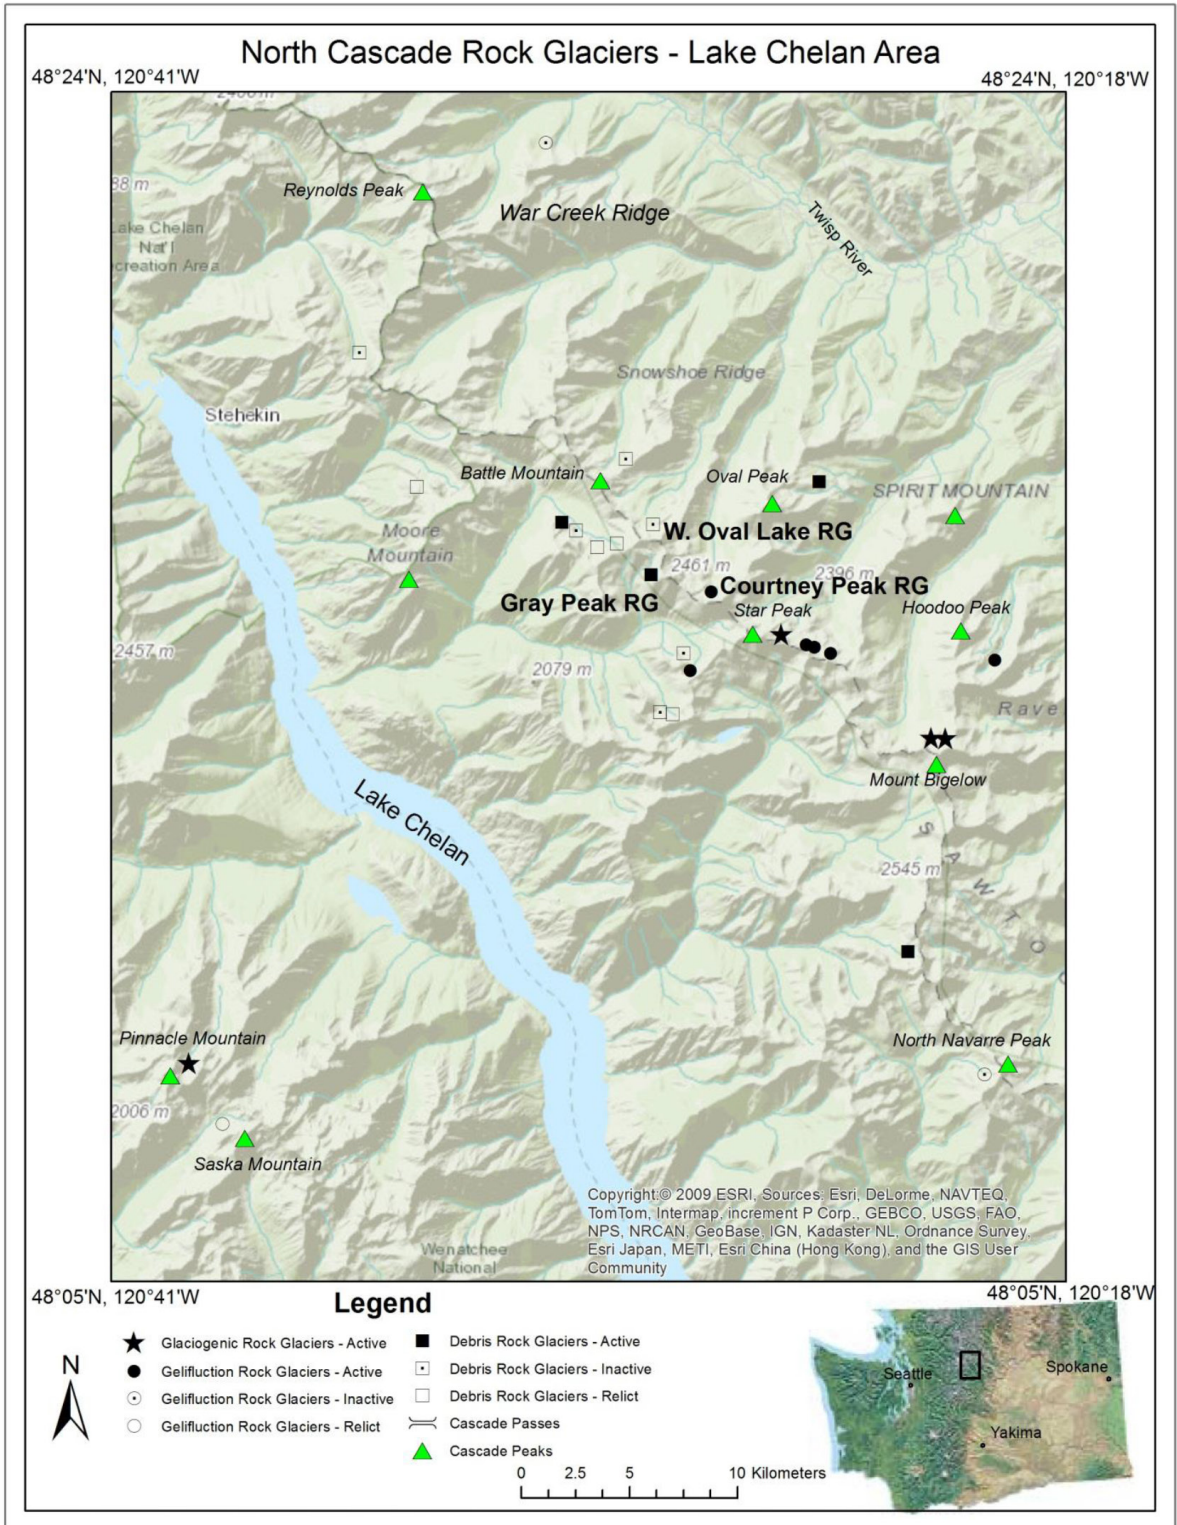 North Cascade Rock Glaciers - Lake Chelan Area
48°24'N, 120°41'W
48°24'N, 120°18'W
88 m
Reynolds Peak
War Creek Ridge
Twisp River
Lake Chelan
Nat'l
ecreation Area
Snowshoe Ridge
Stehekin
Battle Mountain
Oval Peak
SPIRIT MOUNTAIN
Moore
Mountain
W. Oval Lake RG
2461 m
2396 m
Courtney Peak RG
Gray Peak RG
Star Peak
Hoodoo Peak
2457 m
2079 m
Rave
Mount Bigelow
Lake Chelan
2545 m
S A W T O
Pinnacle Mountain
North Navarre Peak
2006 m
Saska Mountain
Wenatchee
National
Copyright:© 2009 ESRI, Sources: Esri, DeLorme, NAVTEQ,
TomTom, Intermap, increment P Corp., GEBCO, USGS, FAO,
NPS, NRCAN, GeoBase, IGN, Kadaster NL, Ordnance Survey,
Esri Japan, METI, Esri China (Hong Kong), and the GIS User
Community
48°05'N, 120°41'W
48°05'N, 120°18'W
Legend
N
Glaciogenic Rock Glaciers - Active
Gelifluction Rock Glaciers - Active
Gelifluction Rock Glaciers - Inactive
Gelifluction Rock Glaciers - Relict
Debris Rock Glaciers - Active
Debris Rock Glaciers - Inactive
Debris Rock Glaciers - Relict
Cascade Passes
Cascade Peaks
0 2.5 5 10 Kilometers
Seattle
Spokane
Yakima